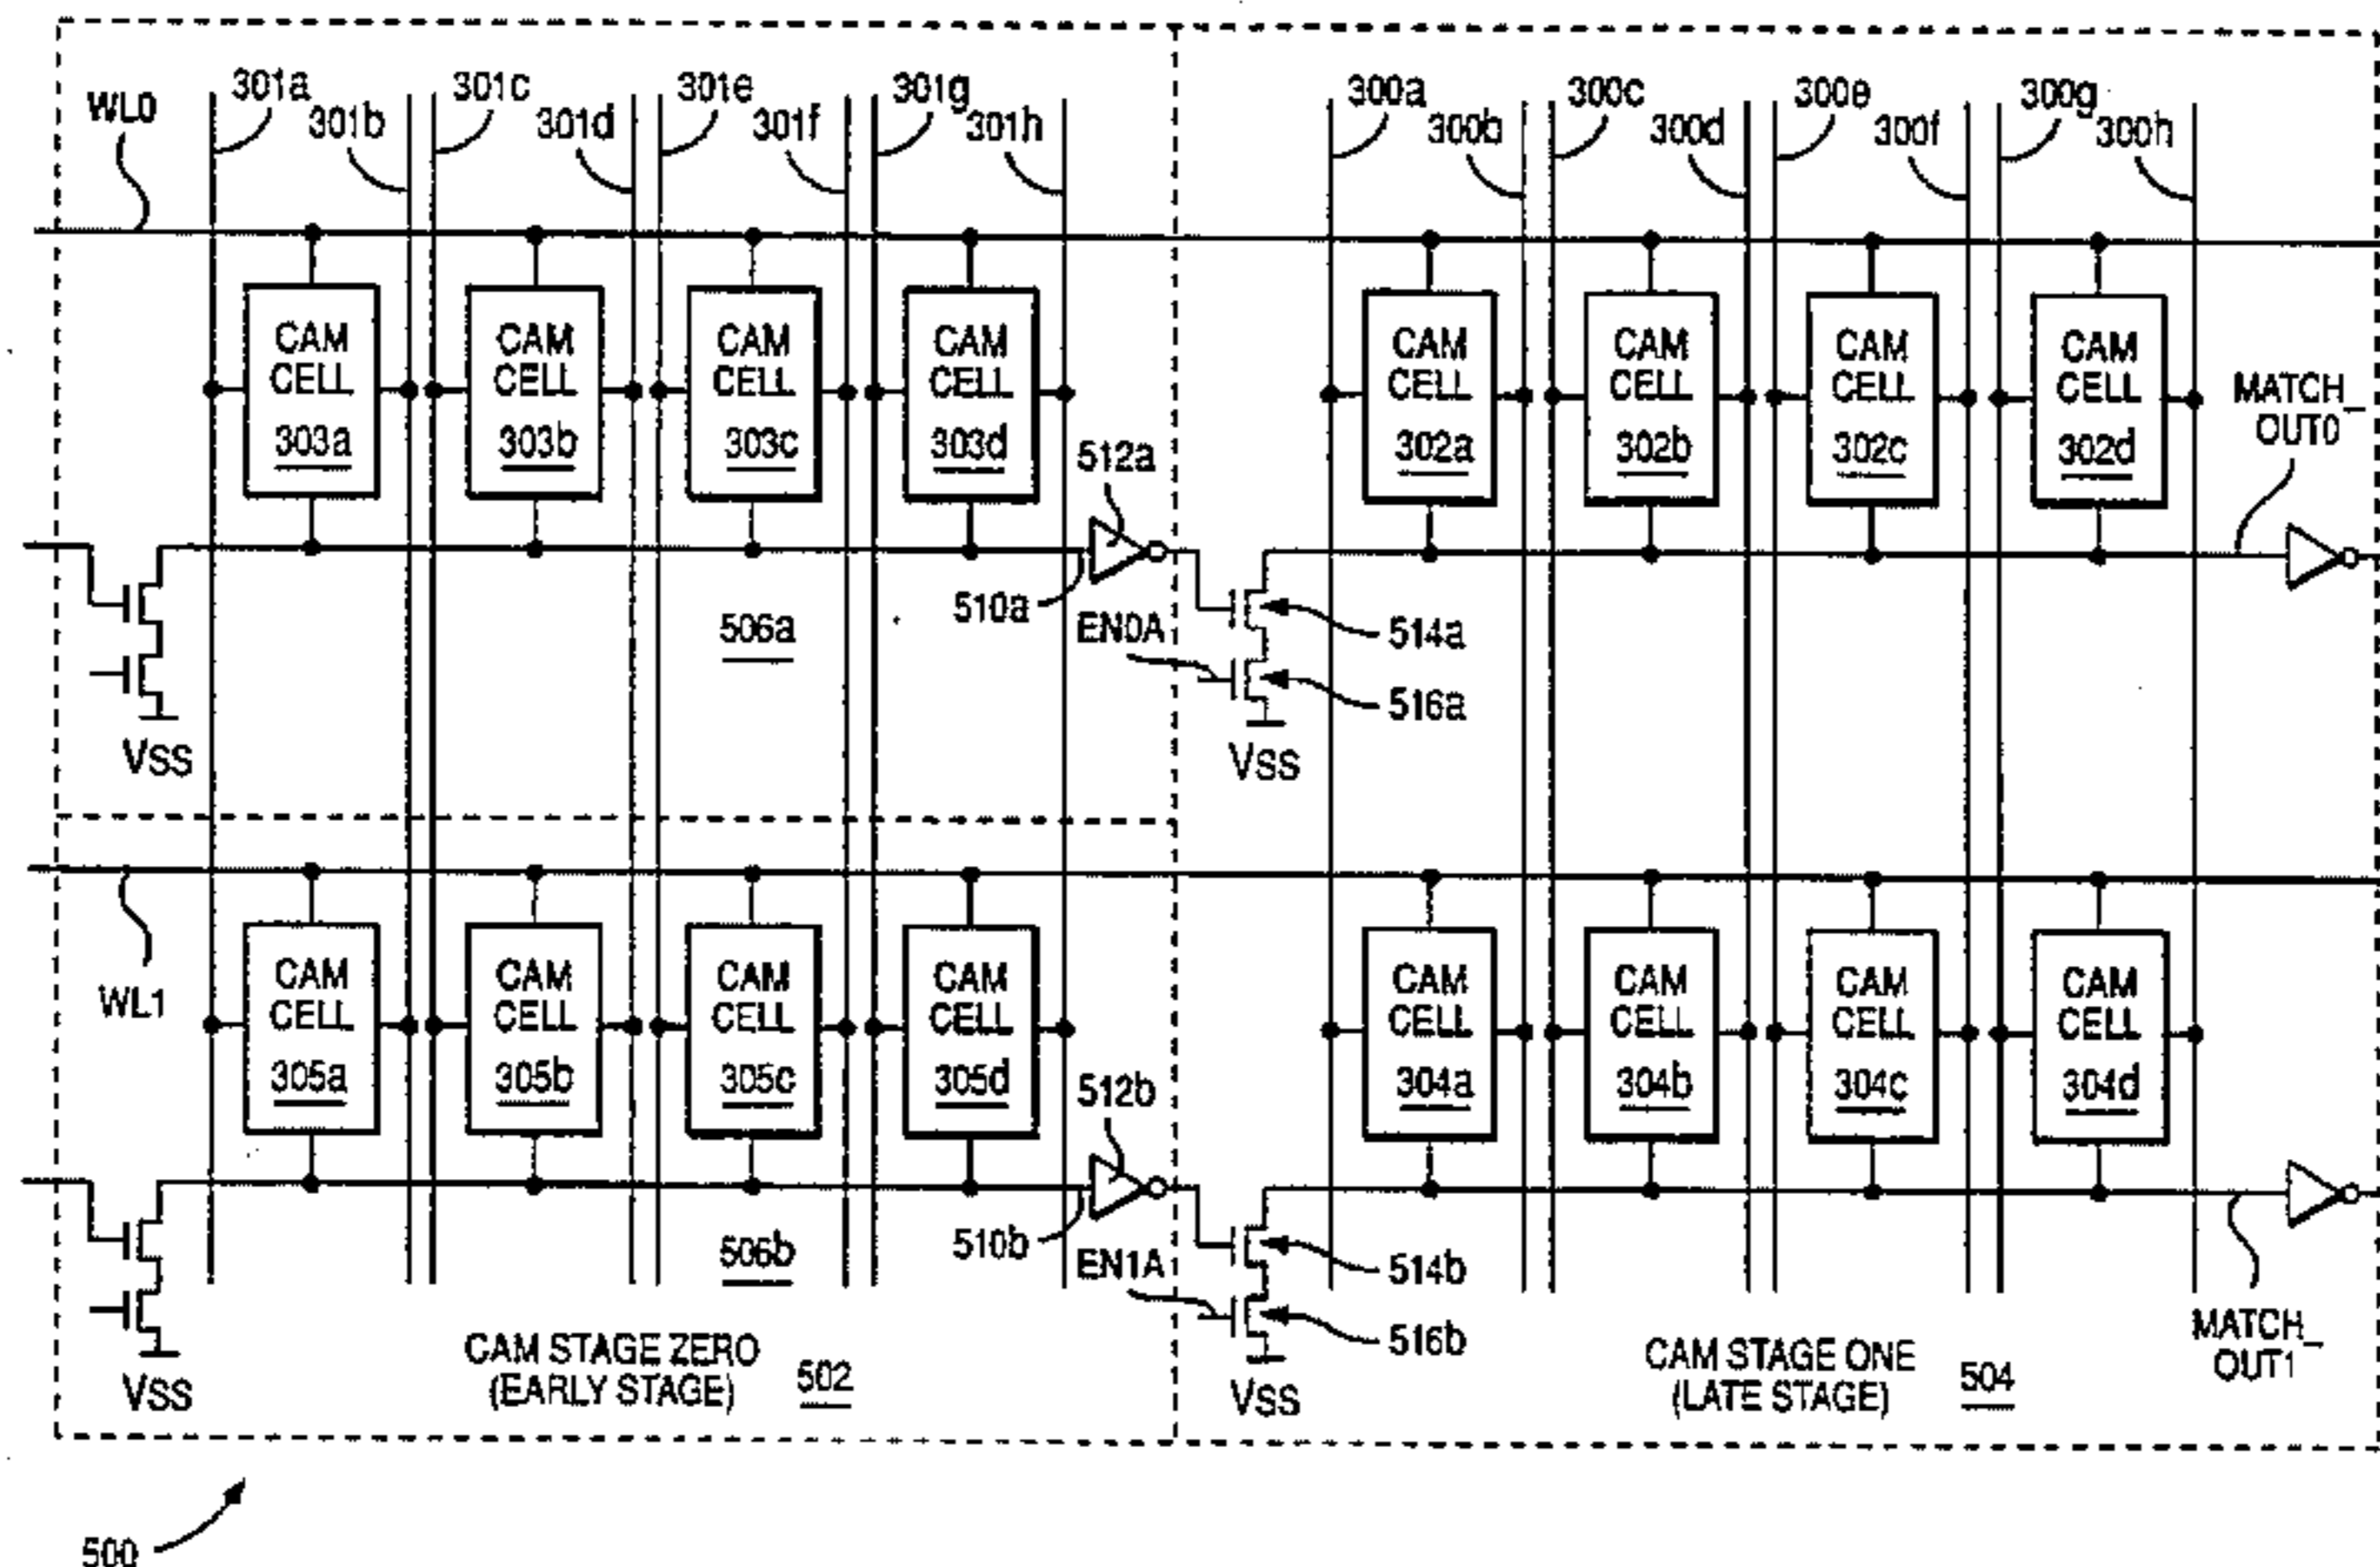 301a
301c
301e
301g
300a
300c
300e
300g
WL0
301b
301d
301f
301h
300b
300d
300f
300h
CAM
CELL
303a
CAM
CELL
303b
CAM
CELL
303c
CAM
CELL
303d
CAM
CELL
302a
CAM
CELL
302b
CAM
CELL
302c
CAM
CELL
302d
MATCH_
OUT0
512a
510a
506a
EN0A
514a
516a
VSS
VSS
WL1
CAM
CELL
305a
CAM
CELL
305b
CAM
CELL
305c
CAM
CELL
305d
CAM
CELL
304a
CAM
CELL
304b
CAM
CELL
304c
CAM
CELL
304d
512b
510b
506b
EN1A
514b
516b
VSS
VSS
MATCH_
OUT1
CAM STAGE ZERO
(EARLY STAGE)
502
CAM STAGE ONE
(LATE STAGE)
504
500